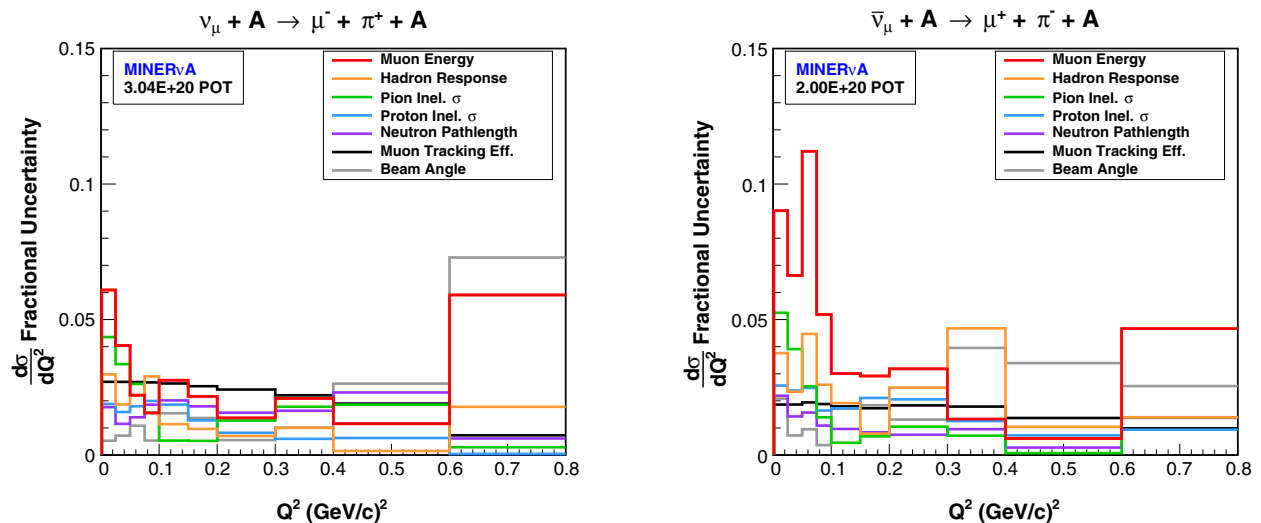 ν_μ + A → μ⁻ + π⁺ + A
0.15
MINERνA
3.04E+20 POT
Muon Energy
Hadron Response
Pion Inel. σ
Proton Inel. σ
Neutron Pathlength
Muon Tracking Eff.
Beam Angle
0.1
0.05
0
dσ/dQ² Fractional Uncertainty
0 0.1 0.2 0.3 0.4 0.5 0.6 0.7 0.8
Q² (GeV/c)²
ν̄_μ + A → μ⁺ + π⁻ + A
0.15
MINERνA
2.00E+20 POT
Muon Energy
Hadron Response
Pion Inel. σ
Proton Inel. σ
Neutron Pathlength
Muon Tracking Eff.
Beam Angle
0.1
0.05
0
dσ/dQ² Fractional Uncertainty
0 0.1 0.2 0.3 0.4 0.5 0.6 0.7 0.8
Q² (GeV/c)²